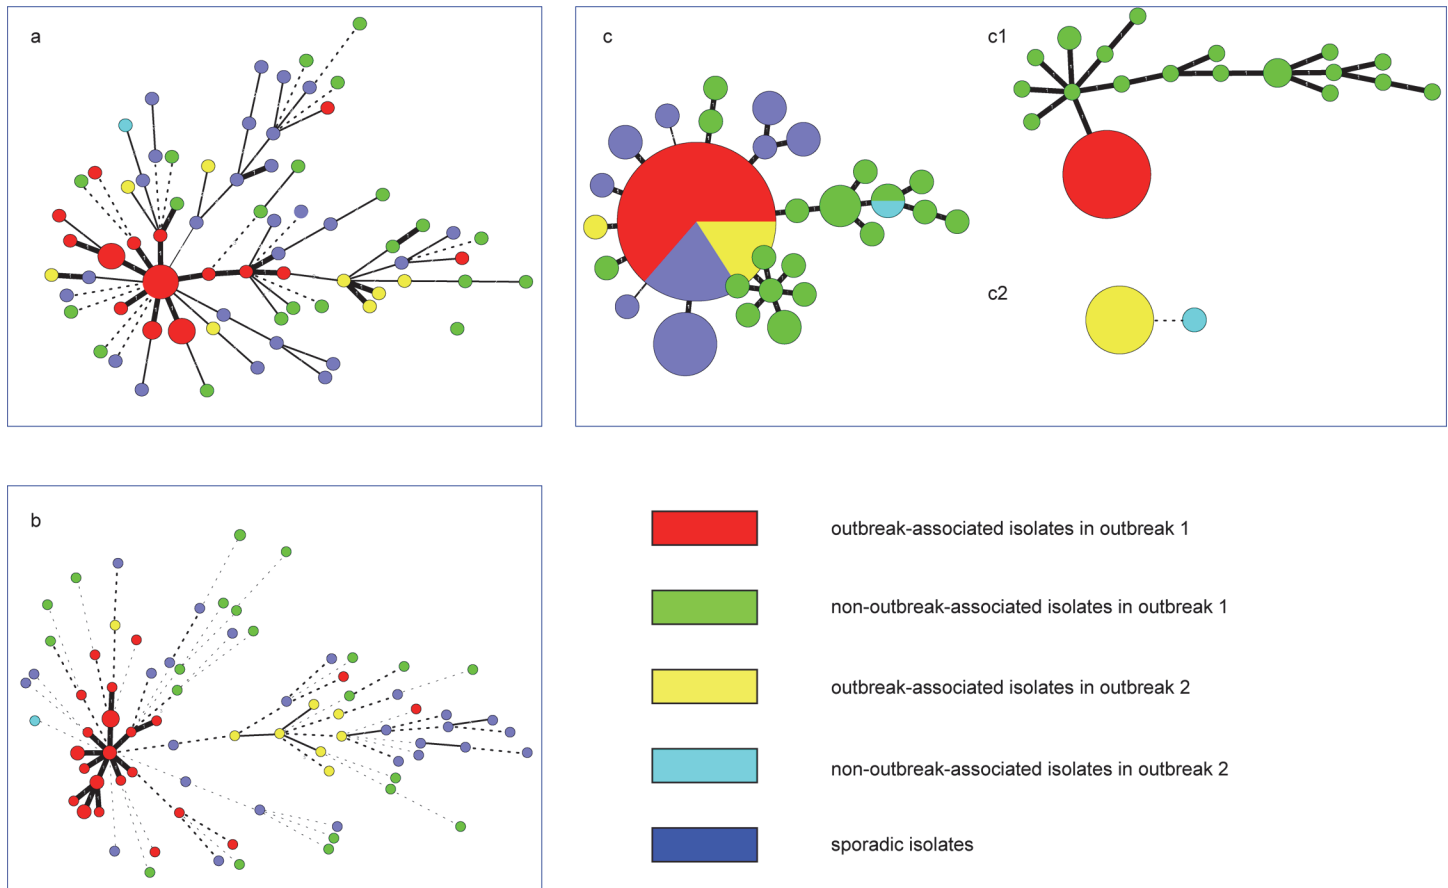 a
c
c1
c2
b
outbreak-associated isolates in outbreak 1
non-outbreak-associated isolates in outbreak 1
outbreak-associated isolates in outbreak 2
non-outbreak-associated isolates in outbreak 2
sporadic isolates